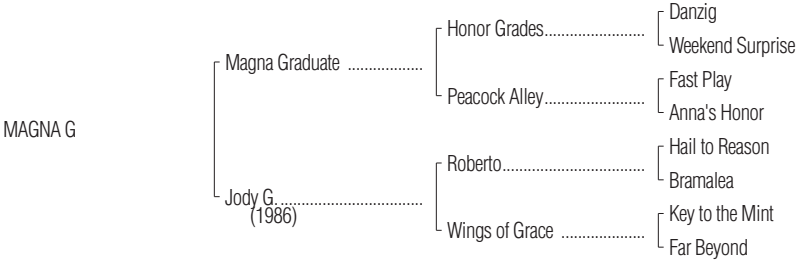 Danzig
Honor Grades.......................
Weekend Surprise
Magna Graduate ..................
Fast Play
Peacock Alley.......................
Anna's Honor
MAGNA G
Hail to Reason
Roberto.................................
Bramalea
Jody G. .................................
(1986)
Key to the Mint
Wings of Grace ....................
Far Beyond